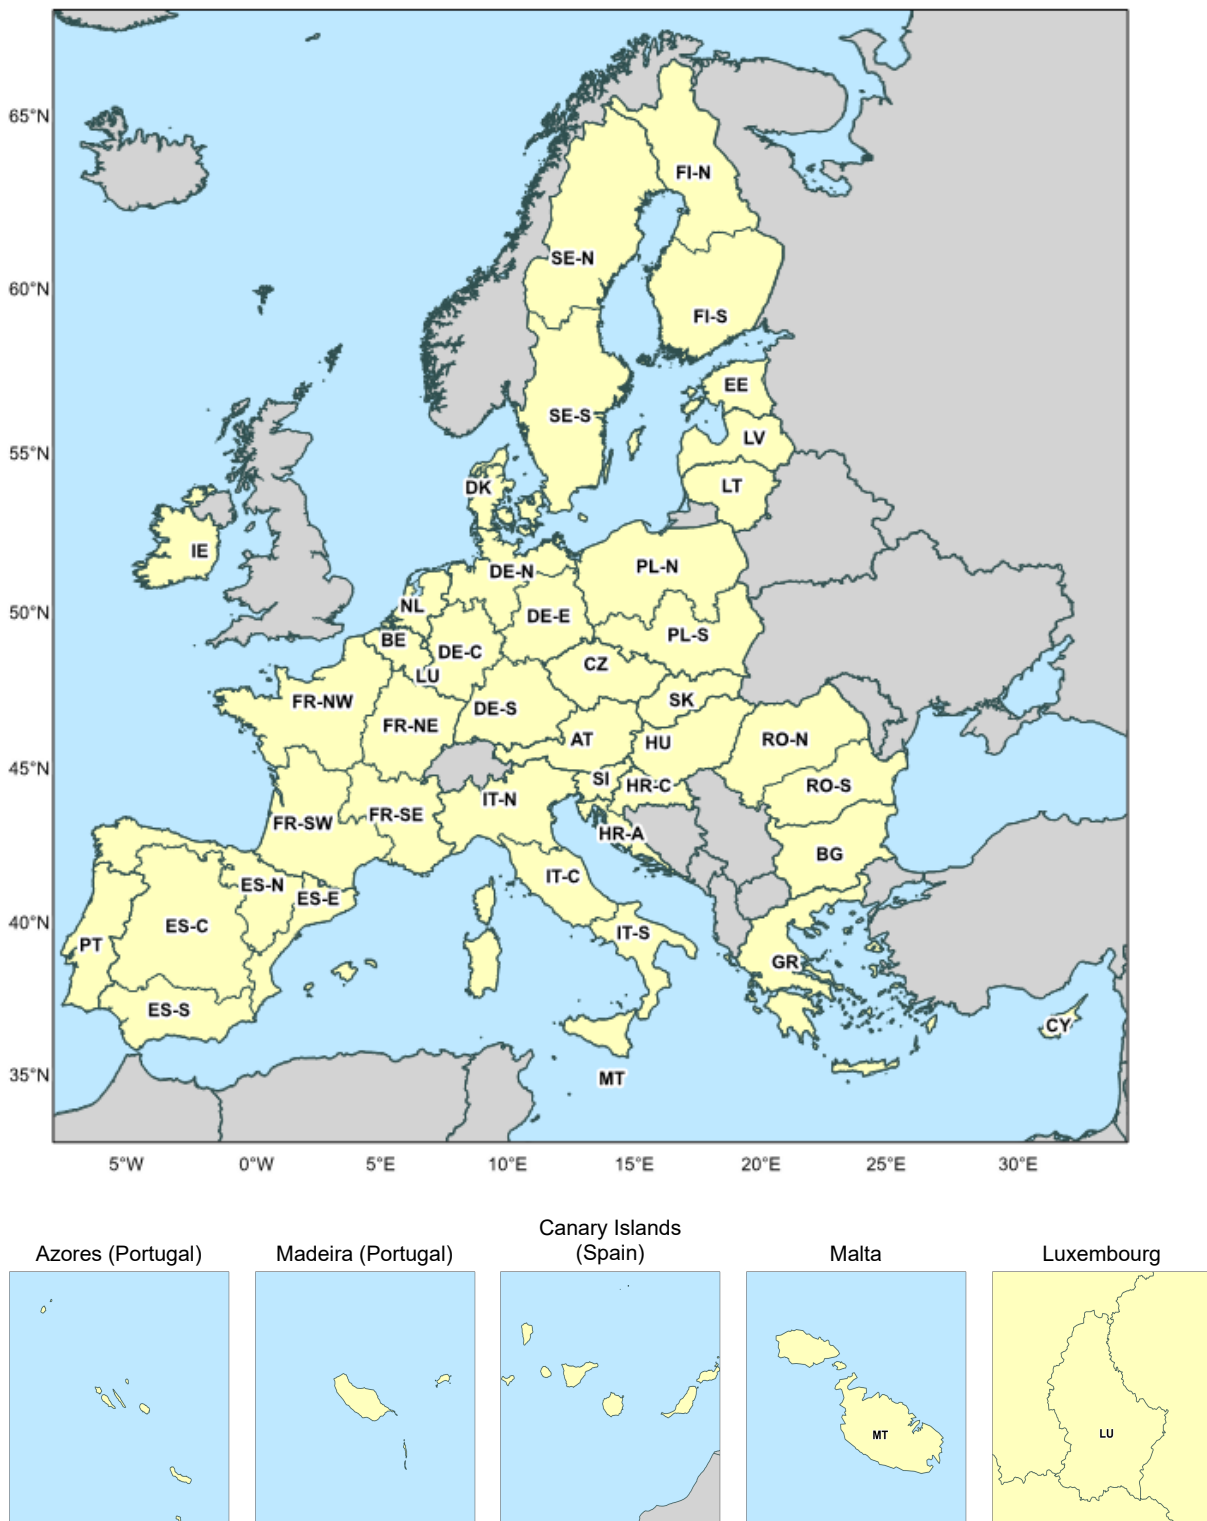 65°N
FI-N
SE-N
60°N
FI-S
EE
SE-S
LV
55°N
DK
LT
IE
PL-N
DE-N
NL
50°N
DE-E
PL-S
BE
DE-C
CZ
LU
FR-NW
SK
DE-S
FR-NE
AT
HU
RO-N
45°N
SI
HR-C
RO-S
IT-N
FR-SE
FR-SW
HR-A
BG
IT-C
ES-N
ES-E
40°N
ES-C
IT-S
PT
GR
ES-S
CY
35°N
MT
5°W 0°W 5°E 10°E 15°E 20°E 25°E 30°E
Azores (Portugal)
Madeira (Portugal)
Canary Islands
(Spain)
Malta
Luxembourg
MT
LU